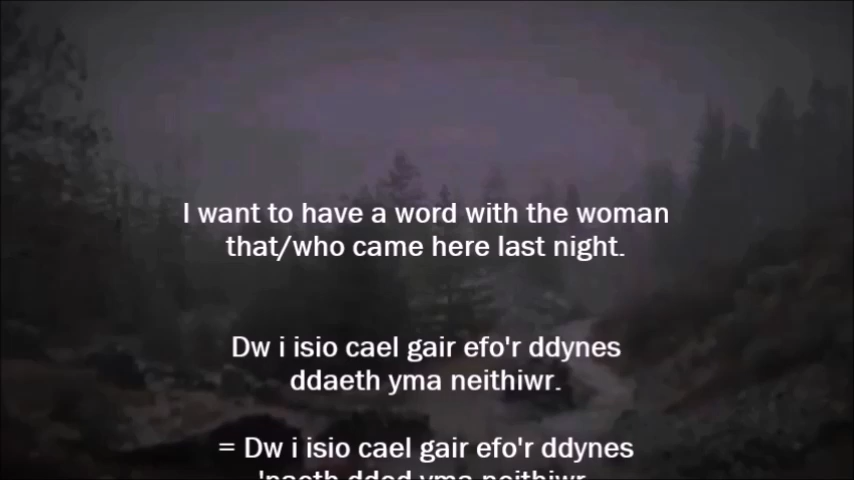 I want to have a word with the woman
that/who came here last night.
Dw i isio cael gair efo'r ddynes
ddaeth yma neithiwr.
= Dw i isio cael gair efo'r ddynes
'naeth ddod yma neithiwr